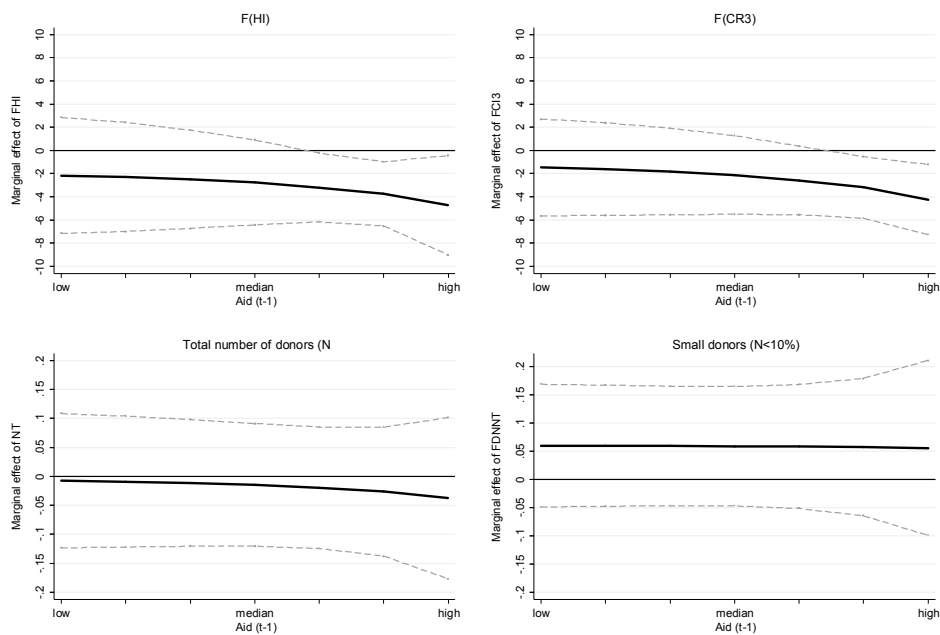 F(HI)
Marginal effect of FHI
10
8
6
4
2
0
-2
-4
-6
-8
-10
low
median
high
Aid (t-1)
F(CR3)
Marginal effect of FCI3
10
8
6
4
2
0
-2
-4
-6
-8
-10
low
median
high
Aid (t-1)
Total number of donors (N
Marginal effect of NT
.2
.15
.1
.05
0
-.05
-.1
-.15
-.2
low
median
high
Aid (t-1)
Small donors (N<10%)
Marginal effect of FDNNT
.2
.15
.1
.05
0
-.05
-.1
-.15
-.2
low
median
high
Aid (t-1)